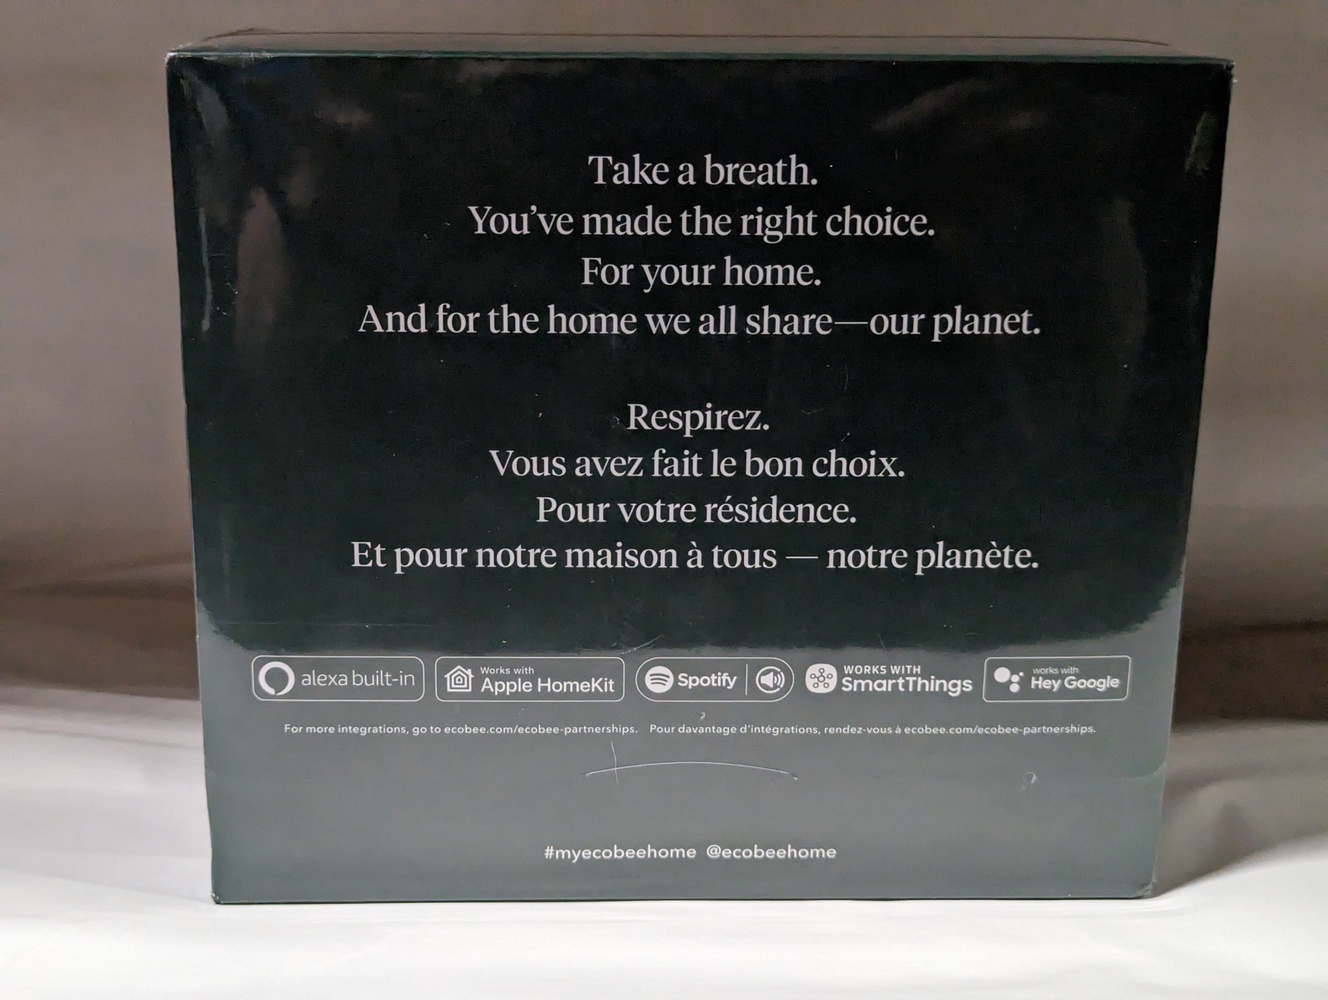 Take a breath.
You’ve made the right choice.
For your home.
And for the home we all share—our planet.
Respirez.
Vous avez fait le bon choix.
Pour votre résidence.
Et pour notre maison à tous — notre planète.
alexa built-in
Works with
Apple HomeKit
Spotify
WORKS WITH
SmartThings
works with
Hey Google
For more integrations, go to ecobee.com/ecobee-partnerships. Pour davantage d’intégrations, rendez-vous à ecobee.com/ecobee-partnerships.
#myecobeehome @ecobeehome